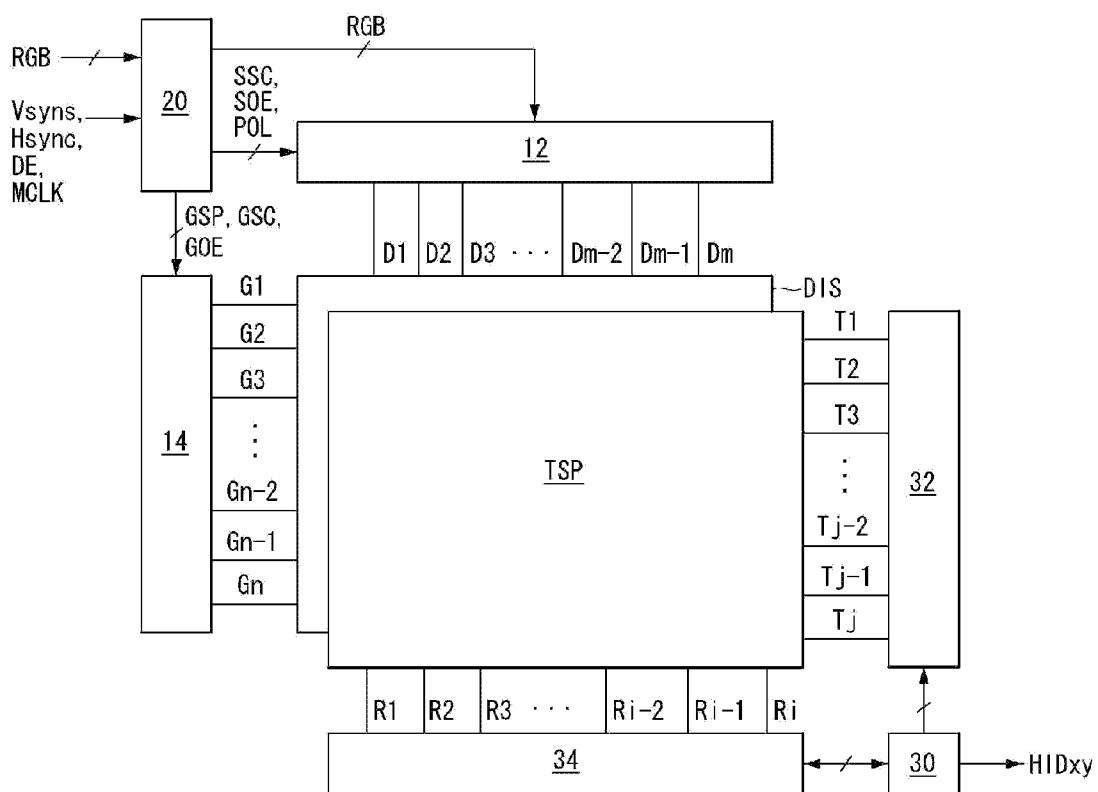 RGB
RGB
Vsyns,
Hsync,
DE,
MCLK
20
SSC,
SOE,
POL
12
GSP, GSC,
GOE
D1 D2 D3 ··· Dm-2 Dm-1 Dm
DIS
14
G1
G2
G3
⋮
Gn-2
Gn-1
Gn
TSP
T1
T2
T3
⋮
Tj-2
Tj-1
Tj
32
R1 R2 R3 ··· Ri-2 Ri-1 Ri
34
30
HIDxy